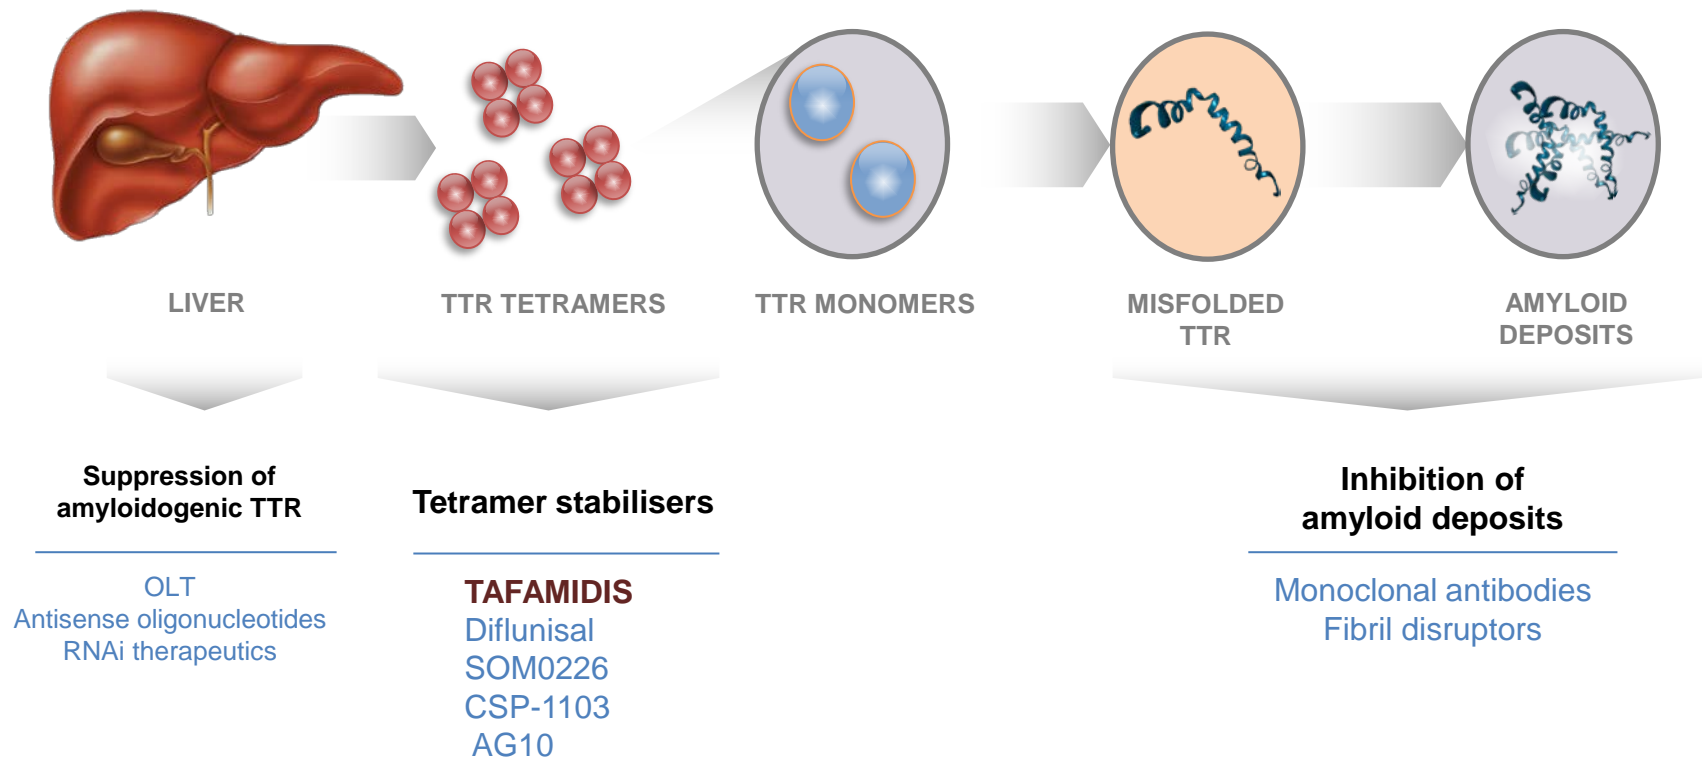 LIVER
TTR TETRAMERS
TTR MONOMERS
MISFOLDED
TTR
AMYLOID
DEPOSITS
Suppression of
amyloidogenic TTR
OLT
Antisense oligonucleotides
RNAi therapeutics
Tetramer stabilisers
TAFAMIDIS
Diflunisal
SOM0226
CSP-1103
AG10
Inhibition of
amyloid deposits
Monoclonal antibodies
Fibril disruptors